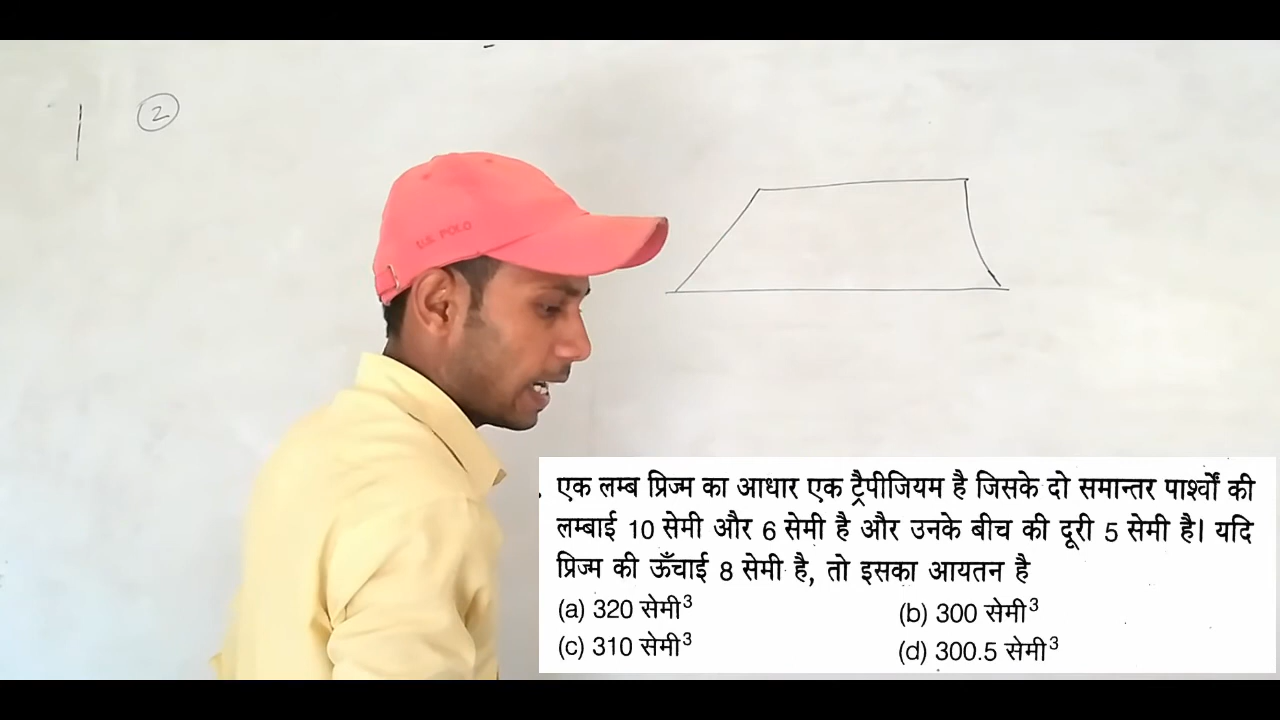 2
U.S. POLO
एक लम्ब प्रिज्म का आधार एक ट्रैपीजियम है जिसके दो समान्तर पार्श्वों की
लम्बाई 10 सेमी और 6 सेमी है और उनके बीच की दूरी 5 सेमी है। यदि
प्रिज्म की ऊँचाई 8 सेमी है, तो इसका आयतन है
(a) 320 सेमी³ (b) 300 सेमी³
(c) 310 सेमी³ (d) 300.5 सेमी³